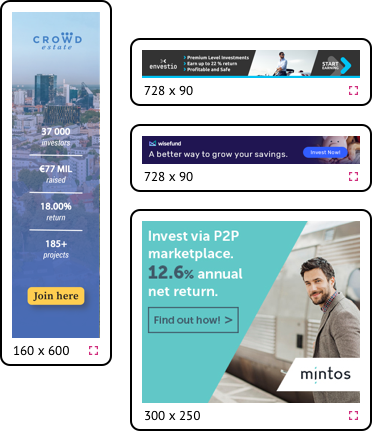 CROWD
estate
37 000
investors
€77 MIL
raised
18.00%
return
185+
projects
Join here
160 x 600
envestio
Premium Level Investments
Earn up to 22 % return
Profitable and Safe
START
EARNING
728 x 90
wisefund
A better way to grow your savings.
Invest Now!
728 x 90
Invest via P2P
marketplace.
12.6% annual
net return.
Find out how! >
mintos
300 x 250